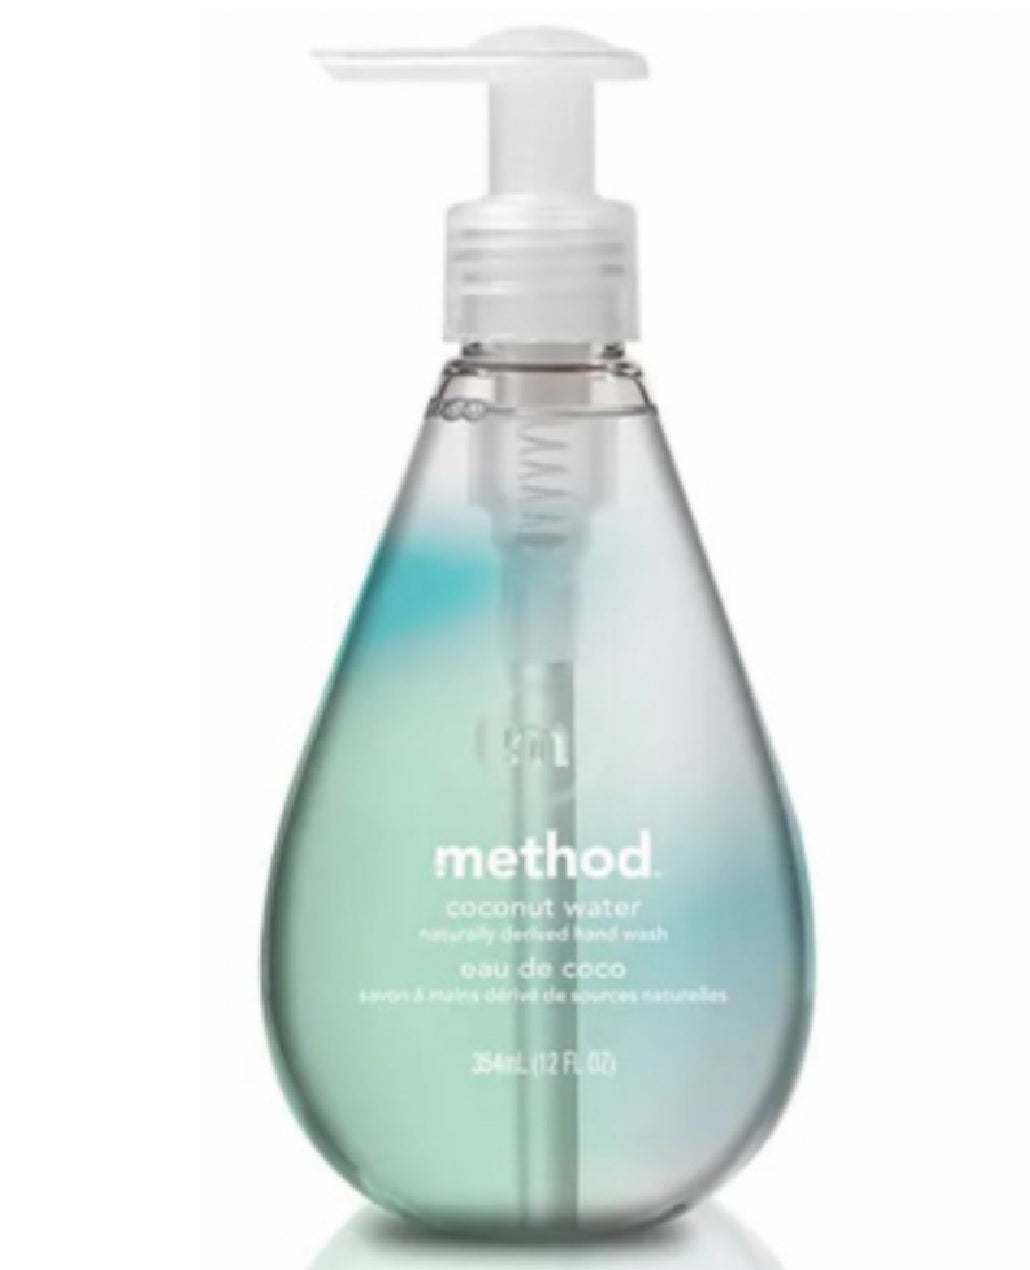 method.
coconut water
naturally derived hand wash
eau de coco
savon à mains dérivé de sources naturelles
354mL (12 FL OZ)